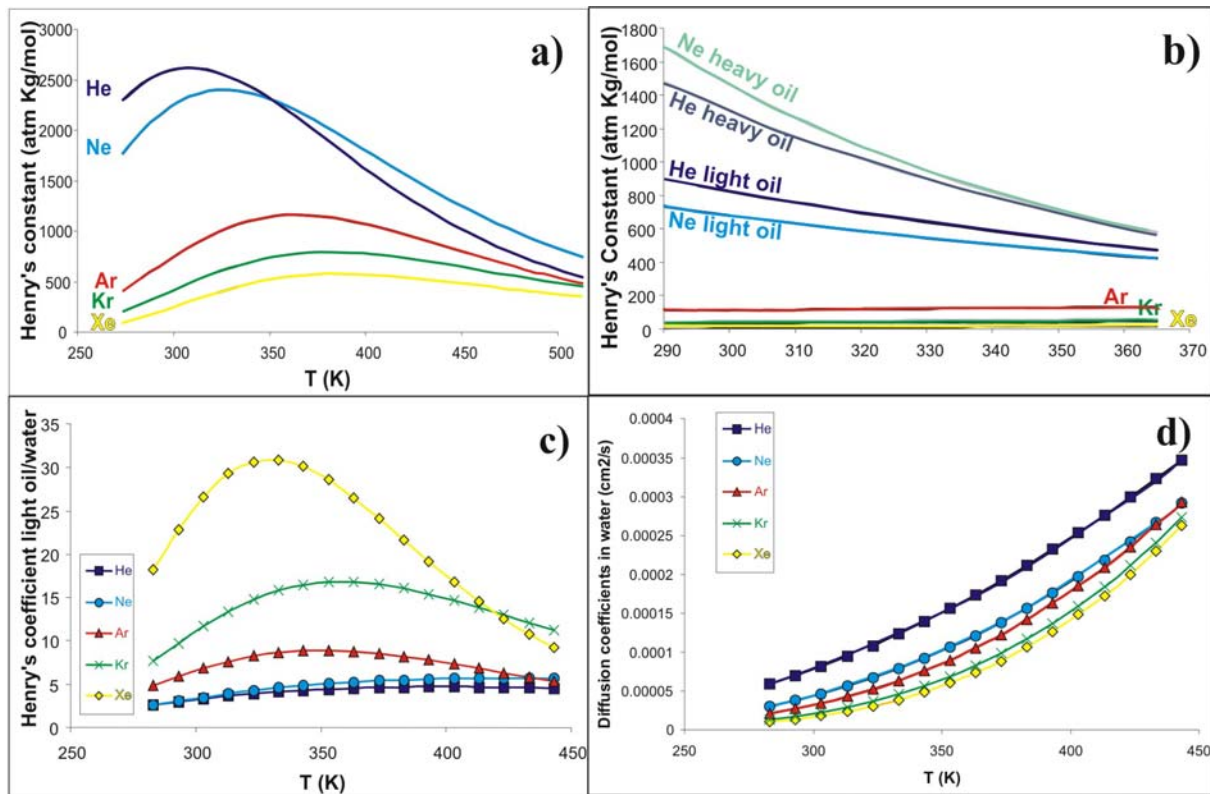 a)
Henry's constant (atm Kg/mol)
3000
2500
2000
1500
1000
500
0
He
Ne
Ar
Kr
Xe
250
300
350
400
450
500
T (K)
b)
Henry's Constant (atm Kg/mol)
1800
1600
1400
1200
1000
800
600
400
200
0
Ne heavy oil
He heavy oil
He light oil
Ne light oil
Ar
Kr
Xe
290
300
310
320
330
340
350
360
370
T (K)
c)
Henry's coefficient light oil/water
35
30
25
20
15
10
5
0
He
Ne
Ar
Kr
Xe
250
300
350
400
450
T (K)
d)
Diffusion coefficients in water (cm2/s)
0.0004
0.00035
0.0003
0.00025
0.0002
0.00015
0.0001
0.00005
0
He
Ne
Ar
Kr
Xe
250
300
350
400
450
T (K)